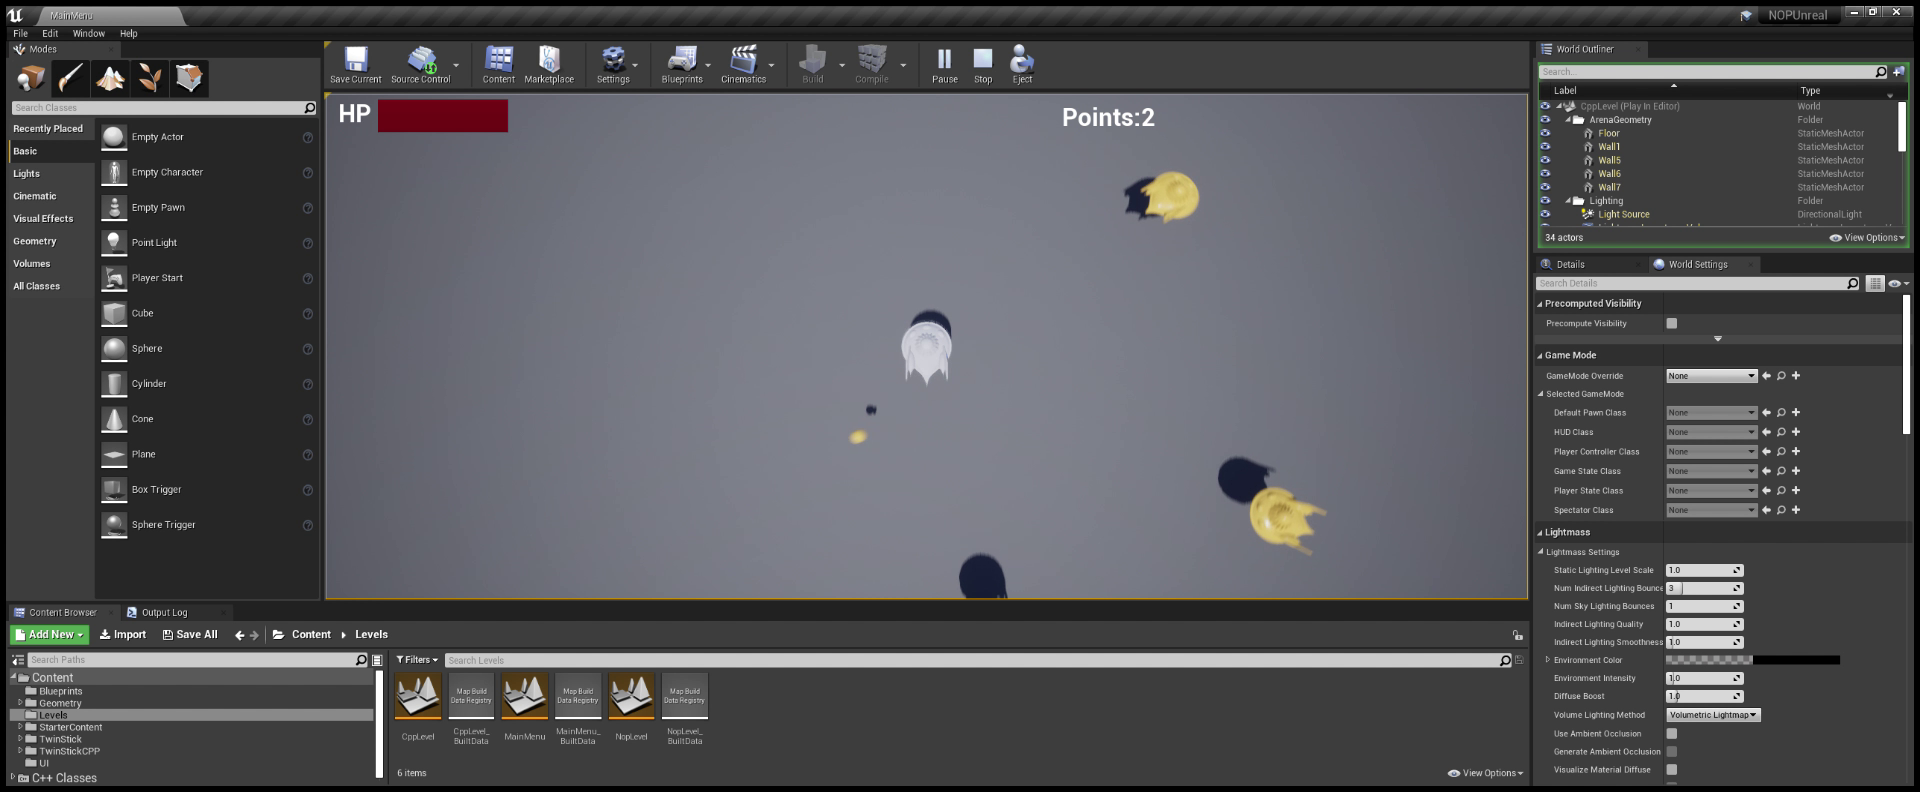 MainMenu
NOPUnreal
File Edit Window Help
Modes
Search Classes
Recently Placed
Basic
Lights
Cinematic
Visual Effects
Geometry
Volumes
All Classes
Empty Actor
Empty Character
Empty Pawn
Point Light
Player Start
Cube
Sphere
Cylinder
Cone
Plane
Box Trigger
Sphere Trigger
Save Current Source Control Content Marketplace Settings Blueprints Cinematics Build Compile Pause Stop Eject
HP
Points:2
World Outliner
Search...
Label Type
CppLevel (Play In Editor) World
ArenaGeometry Folder
Floor StaticMeshActor
Wall1 StaticMeshActor
Wall5 StaticMeshActor
Wall6 StaticMeshActor
Wall7 StaticMeshActor
Lighting Folder
Light Source DirectionalLight
34 actors View Options
Details World Settings
Search Details
Precomputed Visibility
Precompute Visibility
Game Mode
GameMode Override None
Selected GameMode
Default Pawn Class None
HUD Class None
Player Controller Class None
Game State Class None
Player State Class None
Spectator Class None
Lightmass
Lightmass Settings
Static Lighting Level Scale 1.0
Num Indirect Lighting Bounce 3
Num Sky Lighting Bounces 1
Indirect Lighting Quality 1.0
Indirect Lighting Smoothness 1.0
Environment Color
Environment Intensity 1.0
Diffuse Boost 1.0
Volume Lighting Method Volumetric Lightmap
Use Ambient Occlusion
Generate Ambient Occlusion
Visualize Material Diffuse
Content Browser Output Log
Add New Import Save All Content Levels
Search Paths
Content
Blueprints
Geometry
Levels
StarterContent
TwinStick
TwinStickCPP
UI
C++ Classes
Filters Search Levels
Map Build Data Registry
Map Build Data Registry
Map Build Data Registry
CppLevel
CppLevel_BuiltData
MainMenu
MainMenu_BuiltData
NopLevel
NopLevel_BuiltData
6 items View Options